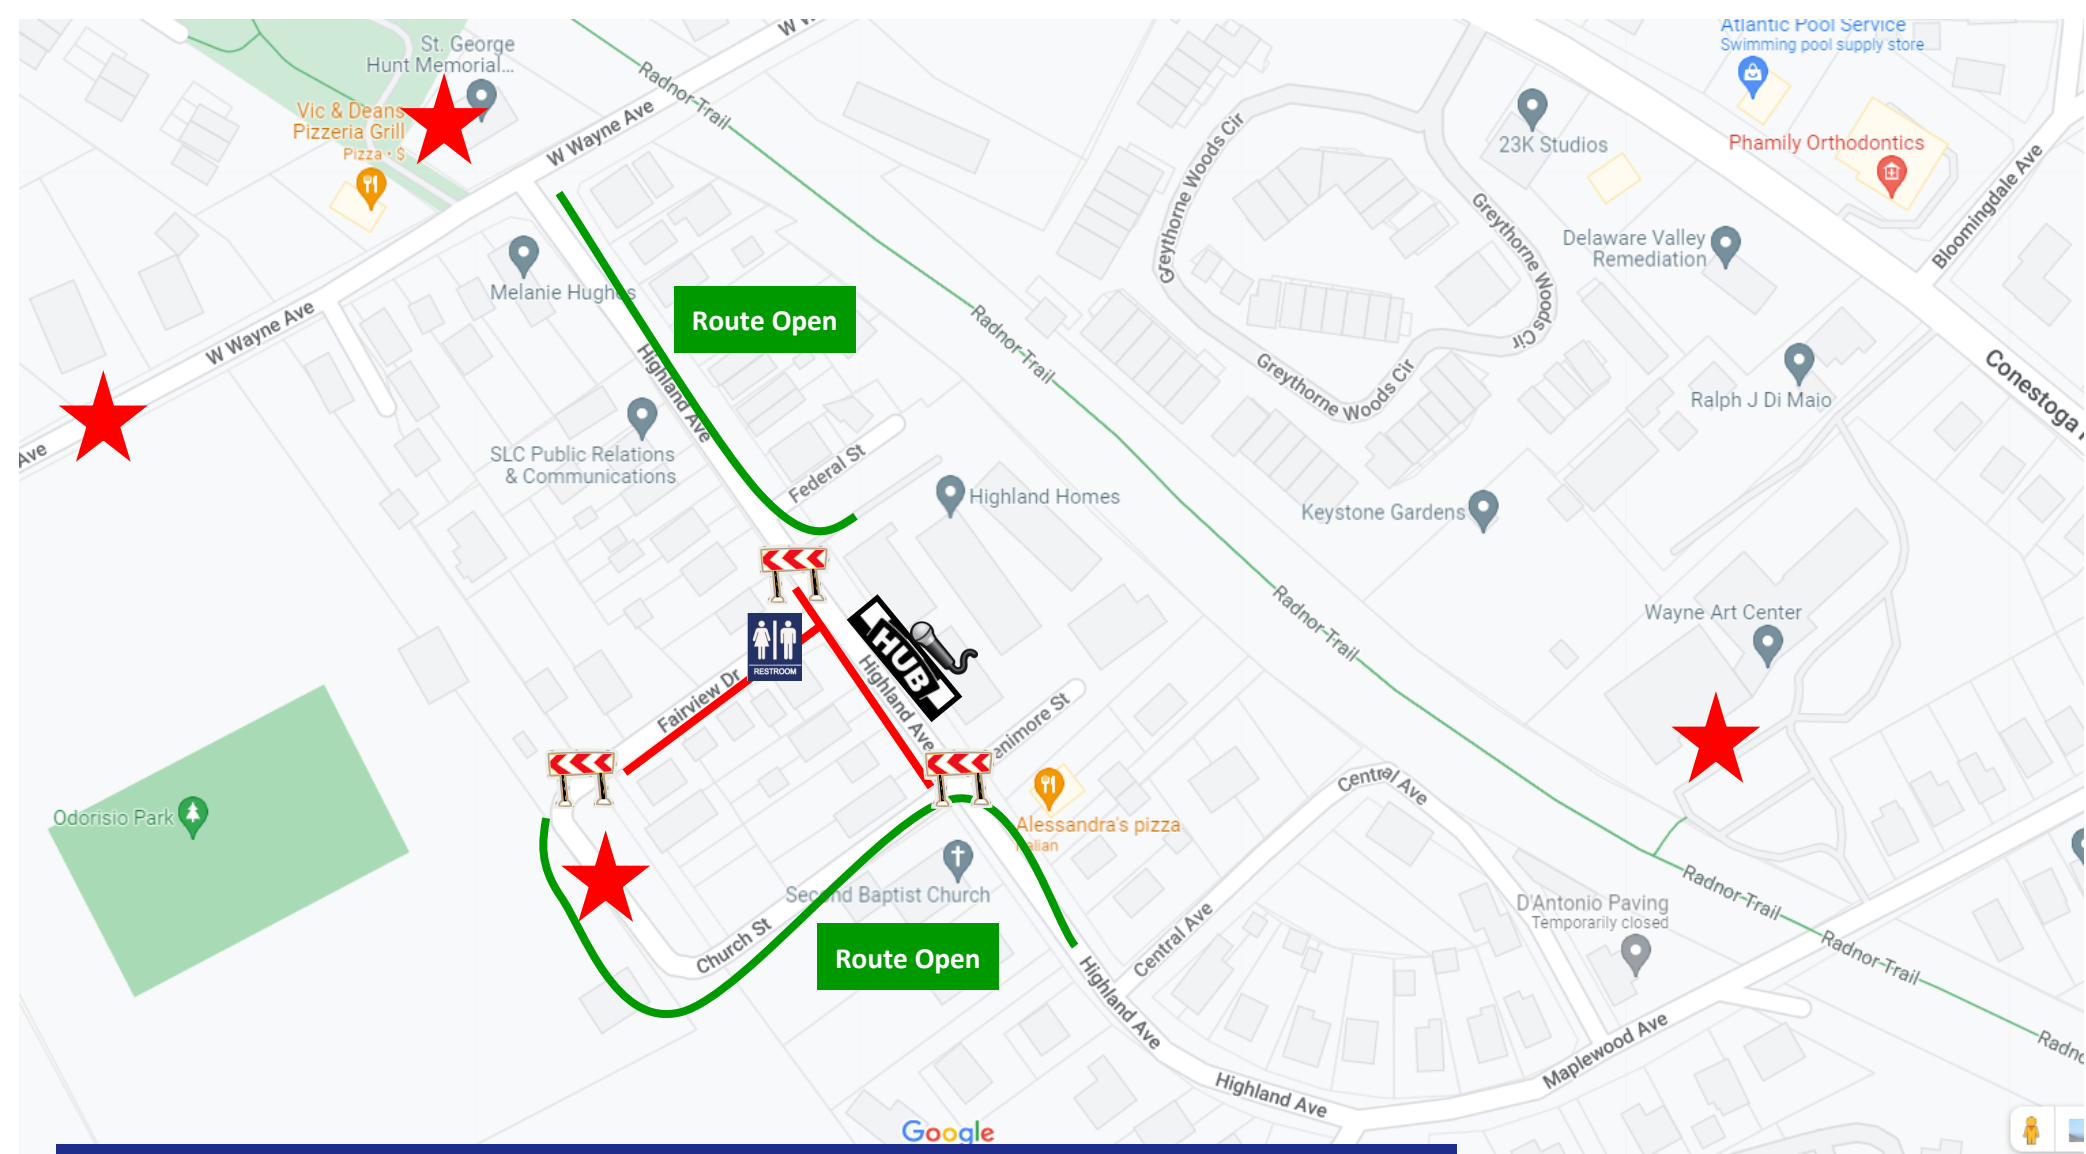 Atlantic Pool Service
Swimming pool supply store
St. George
Hunt Memorial...
Vic & Deans
Pizzeria Grill
Pizza • $
Radnor-Trail
W Wayne Ave
23K Studios
Phamily Orthodontics
Bloomingdale Ave
Greythorne Woods Cir
Greythorne Woods Cir
Delaware Valley
Remediation
Melanie Hughes
Route Open
W Wayne Ave
Radnor-Trail
Highland Ave
Greythorne Woods Cir
Conestoga
Ralph J Di Maio
Ave
SLC Public Relations
& Communications
Federal St
Highland Homes
Keystone Gardens
Radnor-Trail
Wayne Art Center
HUB
RESTROOM
Fairview Dr
Highland Ave
enimore St
Central Ave
Odorisio Park
Alessandra's pizza
Second Baptist Church
Church St
Route Open
Central Ave
D'Antonio Paving
Temporarily closed
Radnor-Trail
Radnor-Trail
Highland Ave
Maplewood Ave
Highland Ave
Google